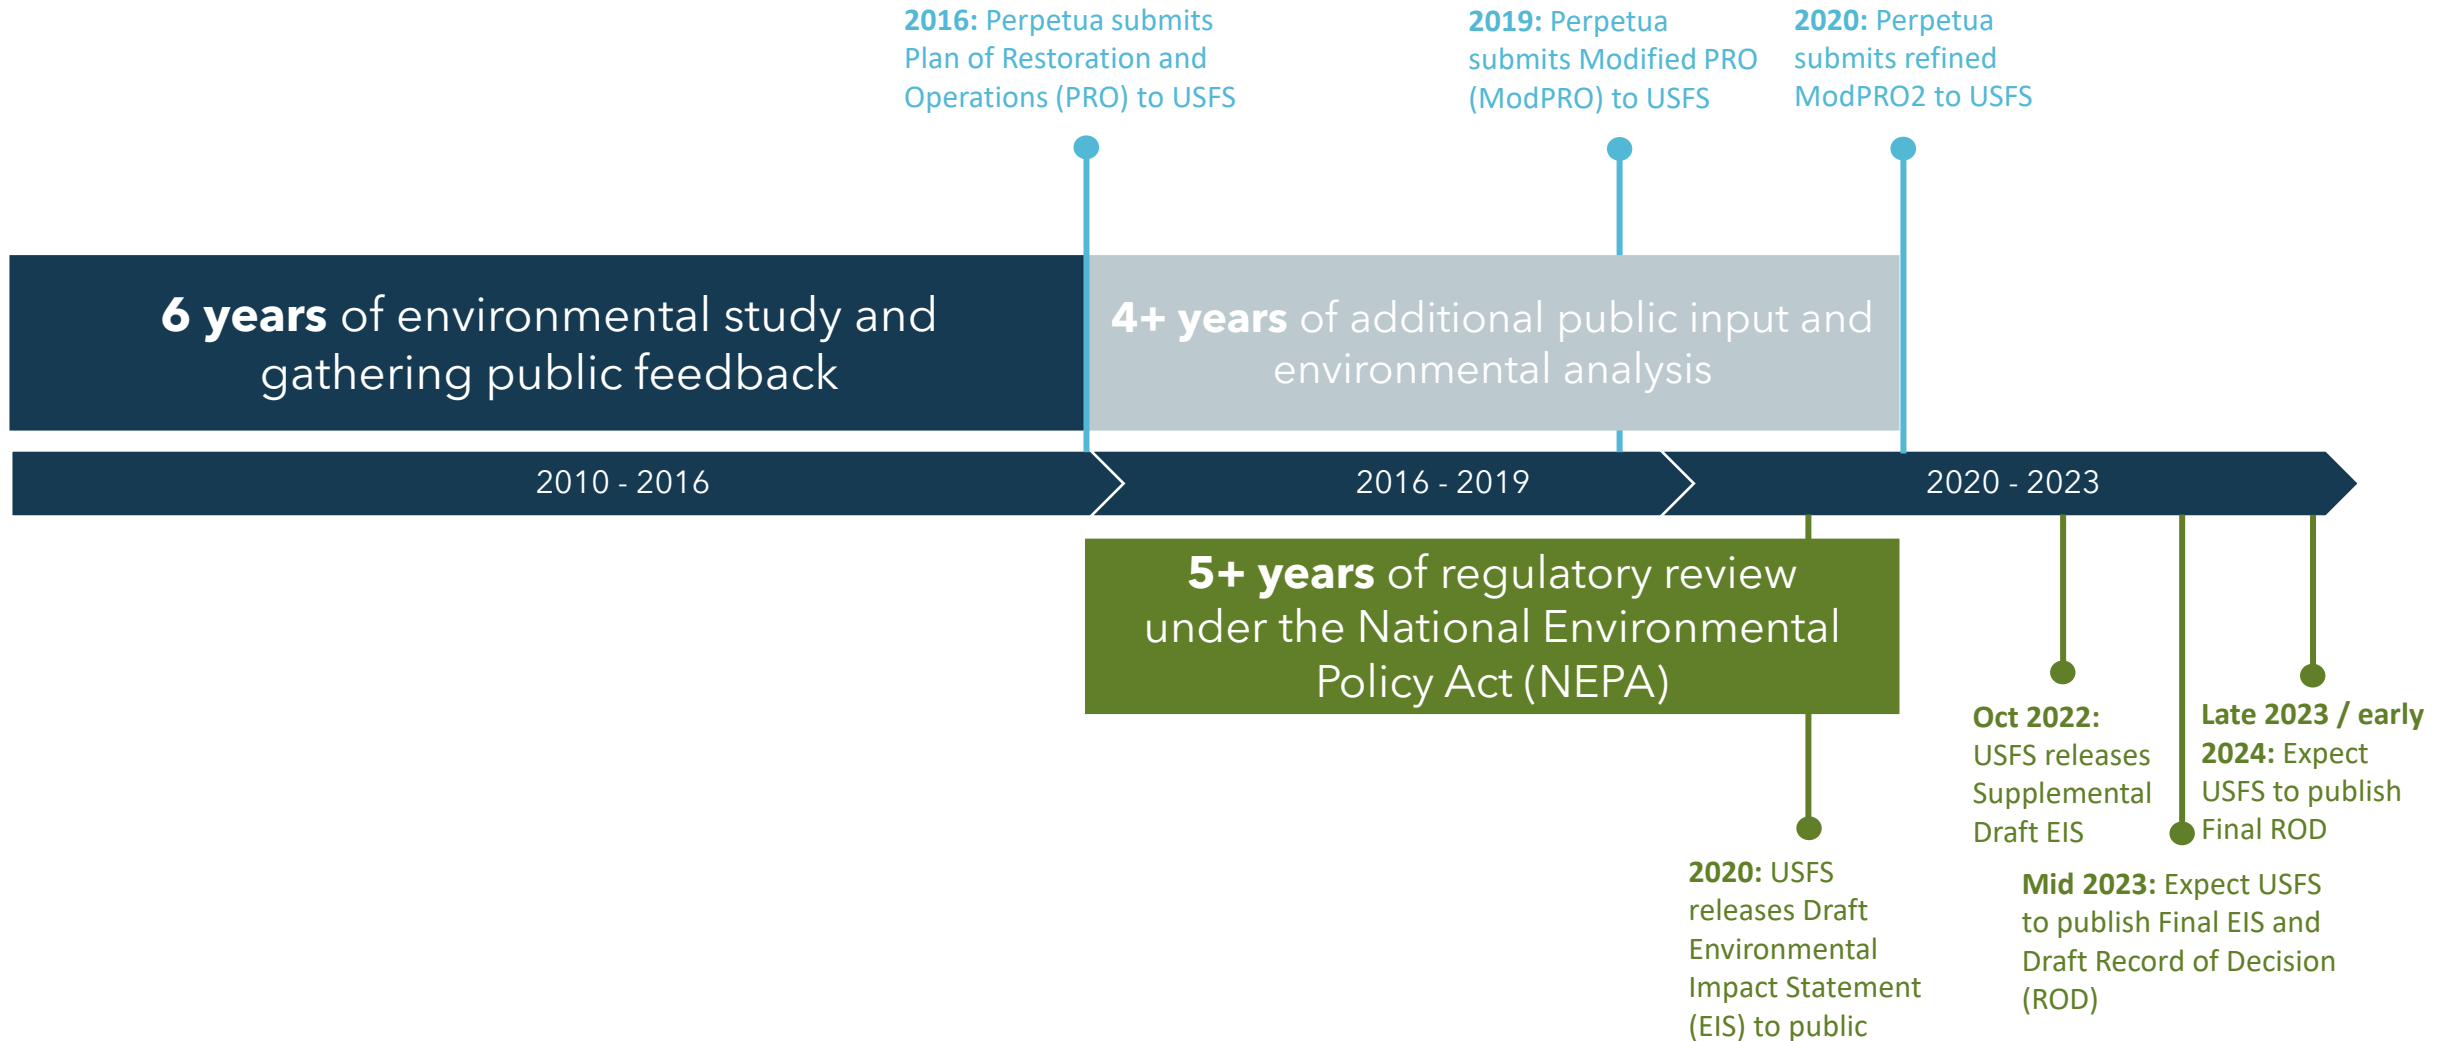 2016: Perpetua submits
Plan of Restoration and
Operations (PRO) to USFS
2019: Perpetua
submits Modified PRO
(ModPRO) to USFS
2020: Perpetua
submits refined
ModPRO2 to USFS
6 years of environmental study and
gathering public feedback
4+ years of additional public input and
environmental analysis
2010 - 2016
2016 - 2019
2020 - 2023
5+ years of regulatory review
under the National Environmental
Policy Act (NEPA)
2020: USFS
releases Draft
Environmental
Impact Statement
(EIS) to public
Oct 2022:
USFS releases
Supplemental
Draft EIS
Mid 2023: Expect USFS
to publish Final EIS and
Draft Record of Decision
(ROD)
Late 2023 / early
2024: Expect
USFS to publish
Final ROD